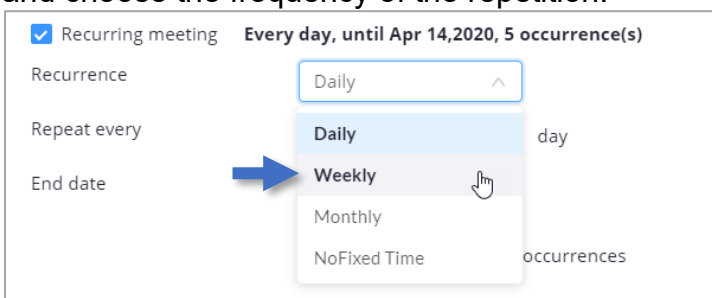 and choose the frequency of the repetition.
Recurring meeting Every day, until Apr 14,2020, 5 occurrence(s)
Recurrence Daily
Repeat every Daily day
End date Weekly
Monthly
NoFixed Time occurrences